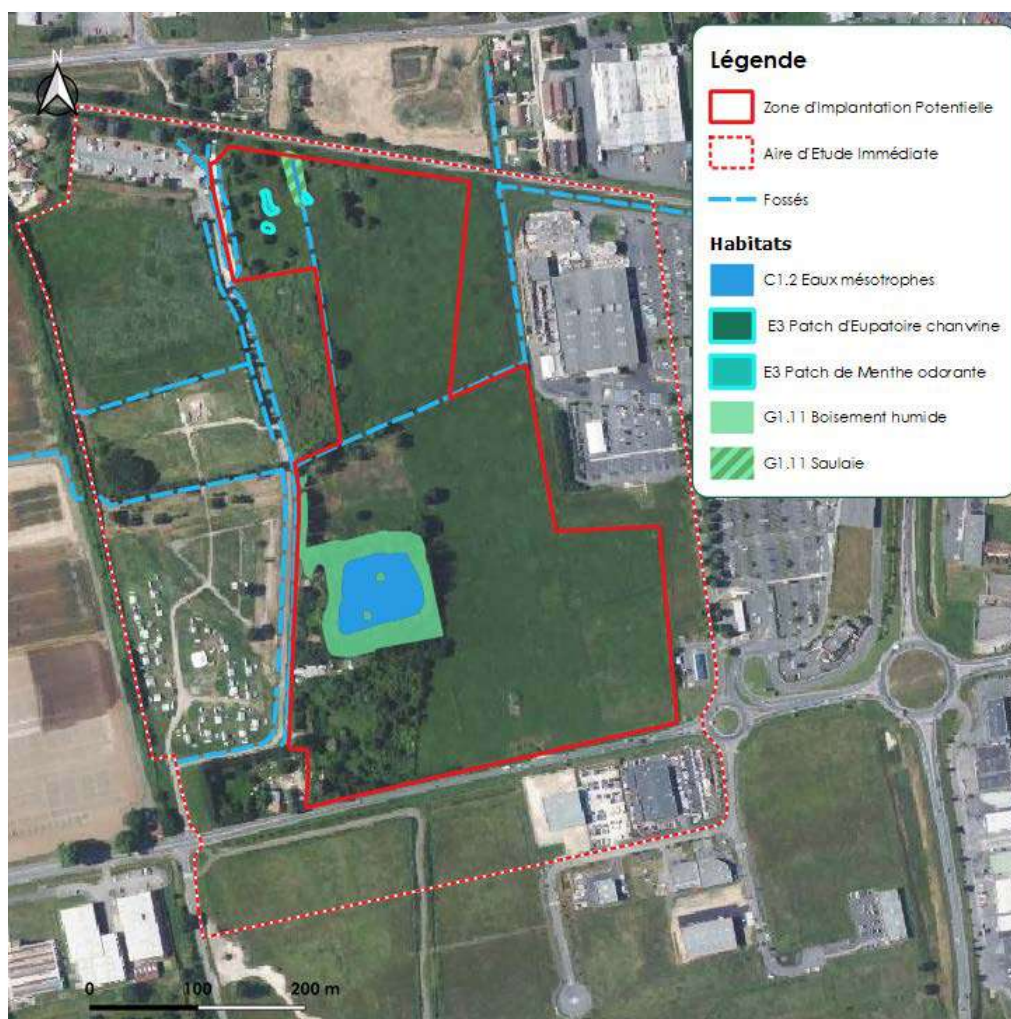 N
Légende
Zone d'Implantation Potentielle
Aire d'Etude Immédiate
Fossés
Habitats
C1.2 Eaux mésotrophes
E3 Patch d'Eupatoire chanvrine
E3 Patch de Menthe odorante
G1.11 Boisement humide
G1.11 Saulaie
0 100 200 m